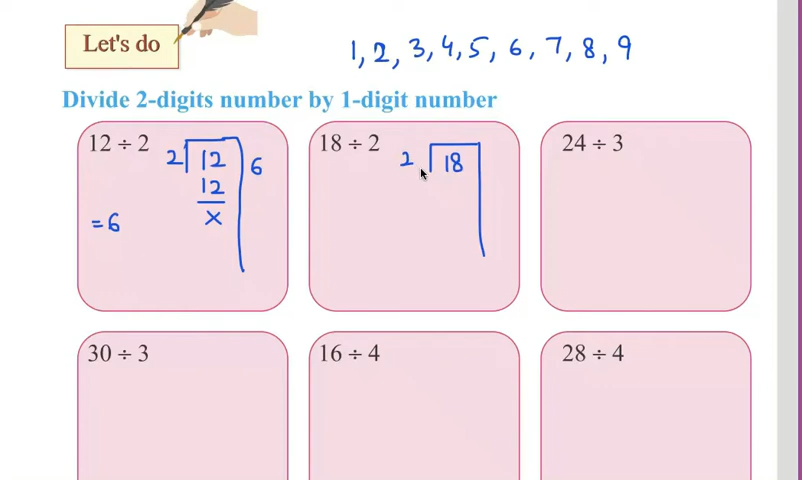 Let's do
1, 2, 3, 4, 5, 6, 7, 8, 9
Divide 2-digits number by 1-digit number
12 ÷ 2
2 12 6
12
x
= 6
18 ÷ 2
2 18
24 ÷ 3
30 ÷ 3
16 ÷ 4
28 ÷ 4